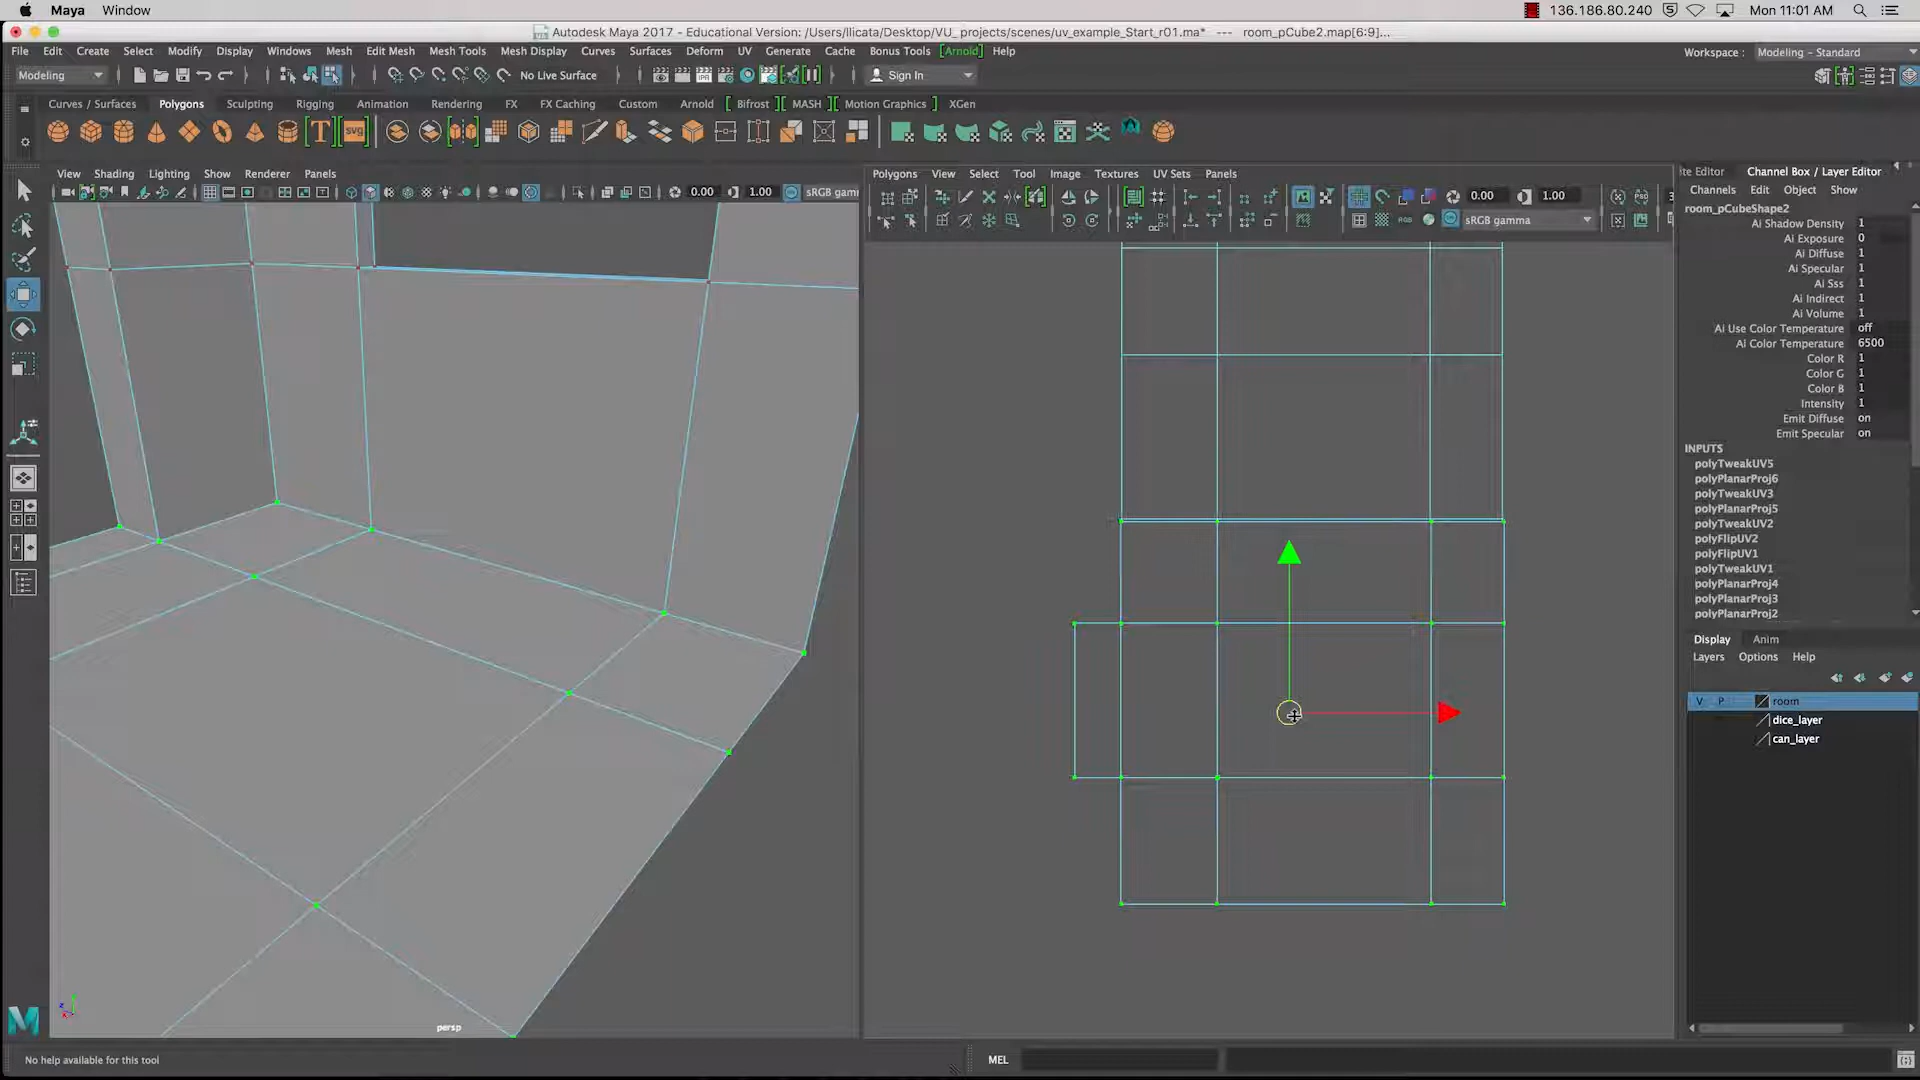 Maya Window
136.186.80.240 Mon 11:01 AM
Autodesk Maya 2017 - Educational Version: /Users/llicata/Desktop/VU_ projects/scenes/uv_example_Start_r01.ma* --- room_pCube2.map[6:9]...
File Edit Create Select Modify Display Windows Mesh Edit Mesh Mesh Tools Mesh Display Curves Surfaces Deform UV Generate Cache Bonus Tools [Arnold] Help
Workspace : Modeling - Standard
Modeling No Live Surface Sign In
Curves / Surfaces Polygons Sculpting Rigging Animation Rendering FX FX Caching Custom Arnold [ Bifrost ][ MASH ][ Motion Graphics ] XGen
T svg
View Shading Lighting Show Renderer Panels
0.00 1.00 sRGB gamm
Polygons View Select Tool Image Textures UV Sets Panels
0.00 1.00
RGB sRGB gamma
te Editor Channel Box / Layer Editor
Channels Edit Object Show
room_pCubeShape2
Ai Shadow Density 1
Ai Exposure 0
Ai Diffuse 1
Ai Specular 1
Ai Sss 1
Ai Indirect 1
Ai Volume 1
Ai Use Color Temperature off
Ai Color Temperature 6500
Color R 1
Color G 1
Color B 1
Intensity 1
Emit Diffuse on
Emit Specular on
INPUTS
polyTweakUV5
polyPlanarProj6
polyTweakUV3
polyPlanarProj5
polyTweakUV2
polyFlipUV2
polyFlipUV1
polyTweakUV1
polyPlanarProj4
polyPlanarProj3
polyPlanarProj2
Display Anim
Layers Options Help
V P room
dice_layer
can_layer
persp
No help available for this tool
MEL